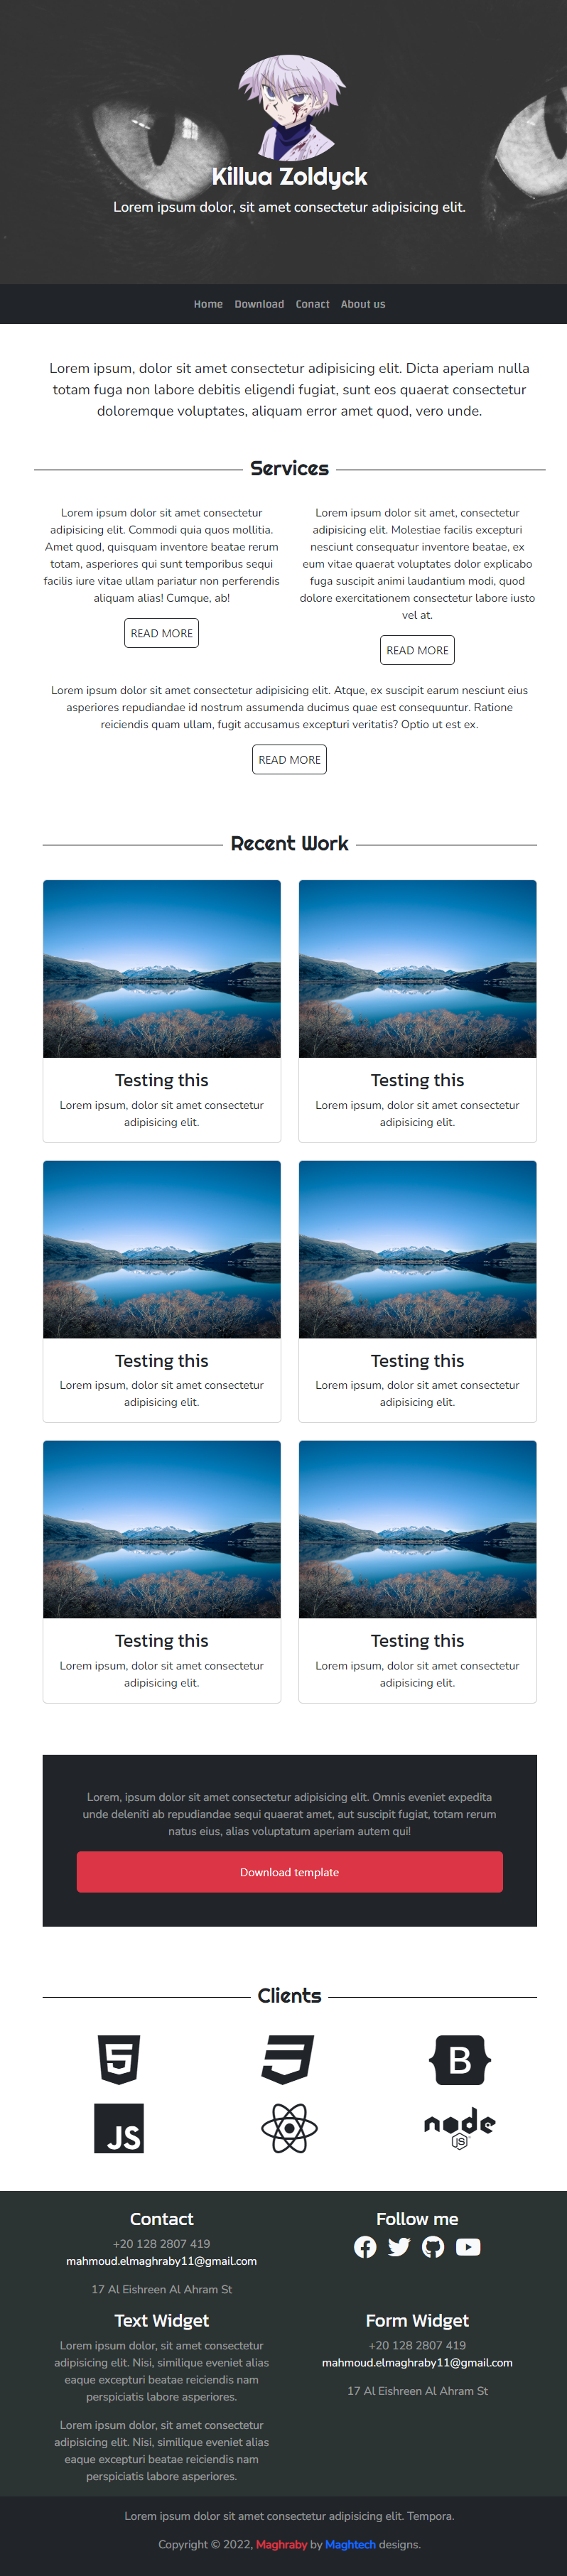 Killua Zoldyck
Lorem ipsum dolor, sit amet consectetur adipisicing elit.
Home Download Conact About us
Lorem ipsum, dolor sit amet consectetur adipisicing elit. Dicta aperiam nulla
totam fuga non labore debitis eligendi fugiat, sunt eos quaerat consectetur
doloremque voluptates, aliquam error amet quod, vero unde.
Services
Lorem ipsum dolor sit amet consectetur
adipisicing elit. Commodi quia quos mollitia.
Amet quod, quisquam inventore beatae rerum
totam, asperiores qui sunt temporibus sequi
facilis iure vitae ullam pariatur non perferendis
aliquam alias! Cumque, ab!
READ MORE
Lorem ipsum dolor sit amet, consectetur
adipisicing elit. Molestiae facilis excepturi
nesciunt consequatur inventore beatae, ex
eum vitae quaerat voluptates dolor explicabo
fuga suscipit animi laudantium modi, quod
dolore exercitationem consectetur labore iusto
vel at.
READ MORE
Lorem ipsum dolor sit amet consectetur adipisicing elit. Atque, ex suscipit earum nesciunt eius
asperiores repudiandae id nostrum assumenda ducimus quae est consequuntur. Ratione
reiciendis quam ullam, fugit accusamus excepturi veritatis? Optio ut est ex.
READ MORE
Recent Work
Testing this
Lorem ipsum, dolor sit amet consectetur
adipisicing elit.
Testing this
Lorem ipsum, dolor sit amet consectetur
adipisicing elit.
Testing this
Lorem ipsum, dolor sit amet consectetur
adipisicing elit.
Testing this
Lorem ipsum, dolor sit amet consectetur
adipisicing elit.
Testing this
Lorem ipsum, dolor sit amet consectetur
adipisicing elit.
Testing this
Lorem ipsum, dolor sit amet consectetur
adipisicing elit.
Lorem, ipsum dolor sit amet consectetur adipisicing elit. Omnis eveniet expedita
unde deleniti ab repudiandae sequi quaerat amet, aut suscipit fugiat, totam rerum
natus eius, alias voluptatum aperiam autem qui!
Download template
Clients
5
3
B
JS
node
JS
Contact
+20 128 2807 419
mahmoud.elmaghraby11@gmail.com
17 Al Eishreen Al Ahram St
Follow me
Text Widget
Lorem ipsum dolor, sit amet consectetur
adipisicing elit. Nisi, similique eveniet alias
eaque excepturi beatae reiciendis nam
perspiciatis labore asperiores.
Lorem ipsum dolor, sit amet consectetur
adipisicing elit. Nisi, similique eveniet alias
eaque excepturi beatae reiciendis nam
perspiciatis labore asperiores.
Form Widget
+20 128 2807 419
mahmoud.elmaghraby11@gmail.com
17 Al Eishreen Al Ahram St
Lorem ipsum dolor sit amet consectetur adipisicing elit. Tempora.
Copyright © 2022, Maghraby by Maghtech designs.